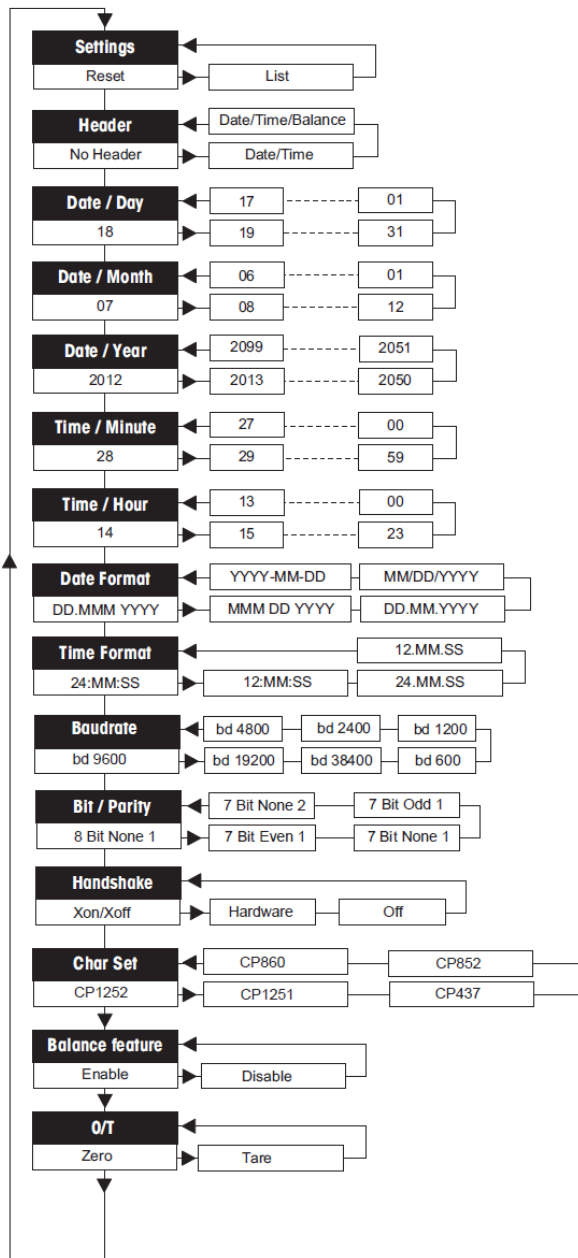 Settings
Reset List
Header Date/Time/Balance
No Header Date/Time
Date / Day 17 01
18 19 31
Date / Month 06 01
07 08 12
Date / Year 2099 2051
2012 2013 2050
Time / Minute 27 00
28 29 59
Time / Hour 13 00
14 15 23
Date Format YYYY-MM-DD MM/DD/YYYY
DD.MMM YYYY MMM DD YYYY DD.MM.YYYY
Time Format 12.MM.SS
24:MM:SS 12:MM:SS 24.MM.SS
Baudrate bd 4800 bd 2400 bd 1200
bd 9600 bd 19200 bd 38400 bd 600
Bit / Parity 7 Bit None 2 7 Bit Odd 1
8 Bit None 1 7 Bit Even 1 7 Bit None 1
Handshake
Xon/Xoff Hardware Off
Char Set CP860 CP852
CP1252 CP1251 CP437
Balance feature
Enable Disable
0/T
Zero Tare